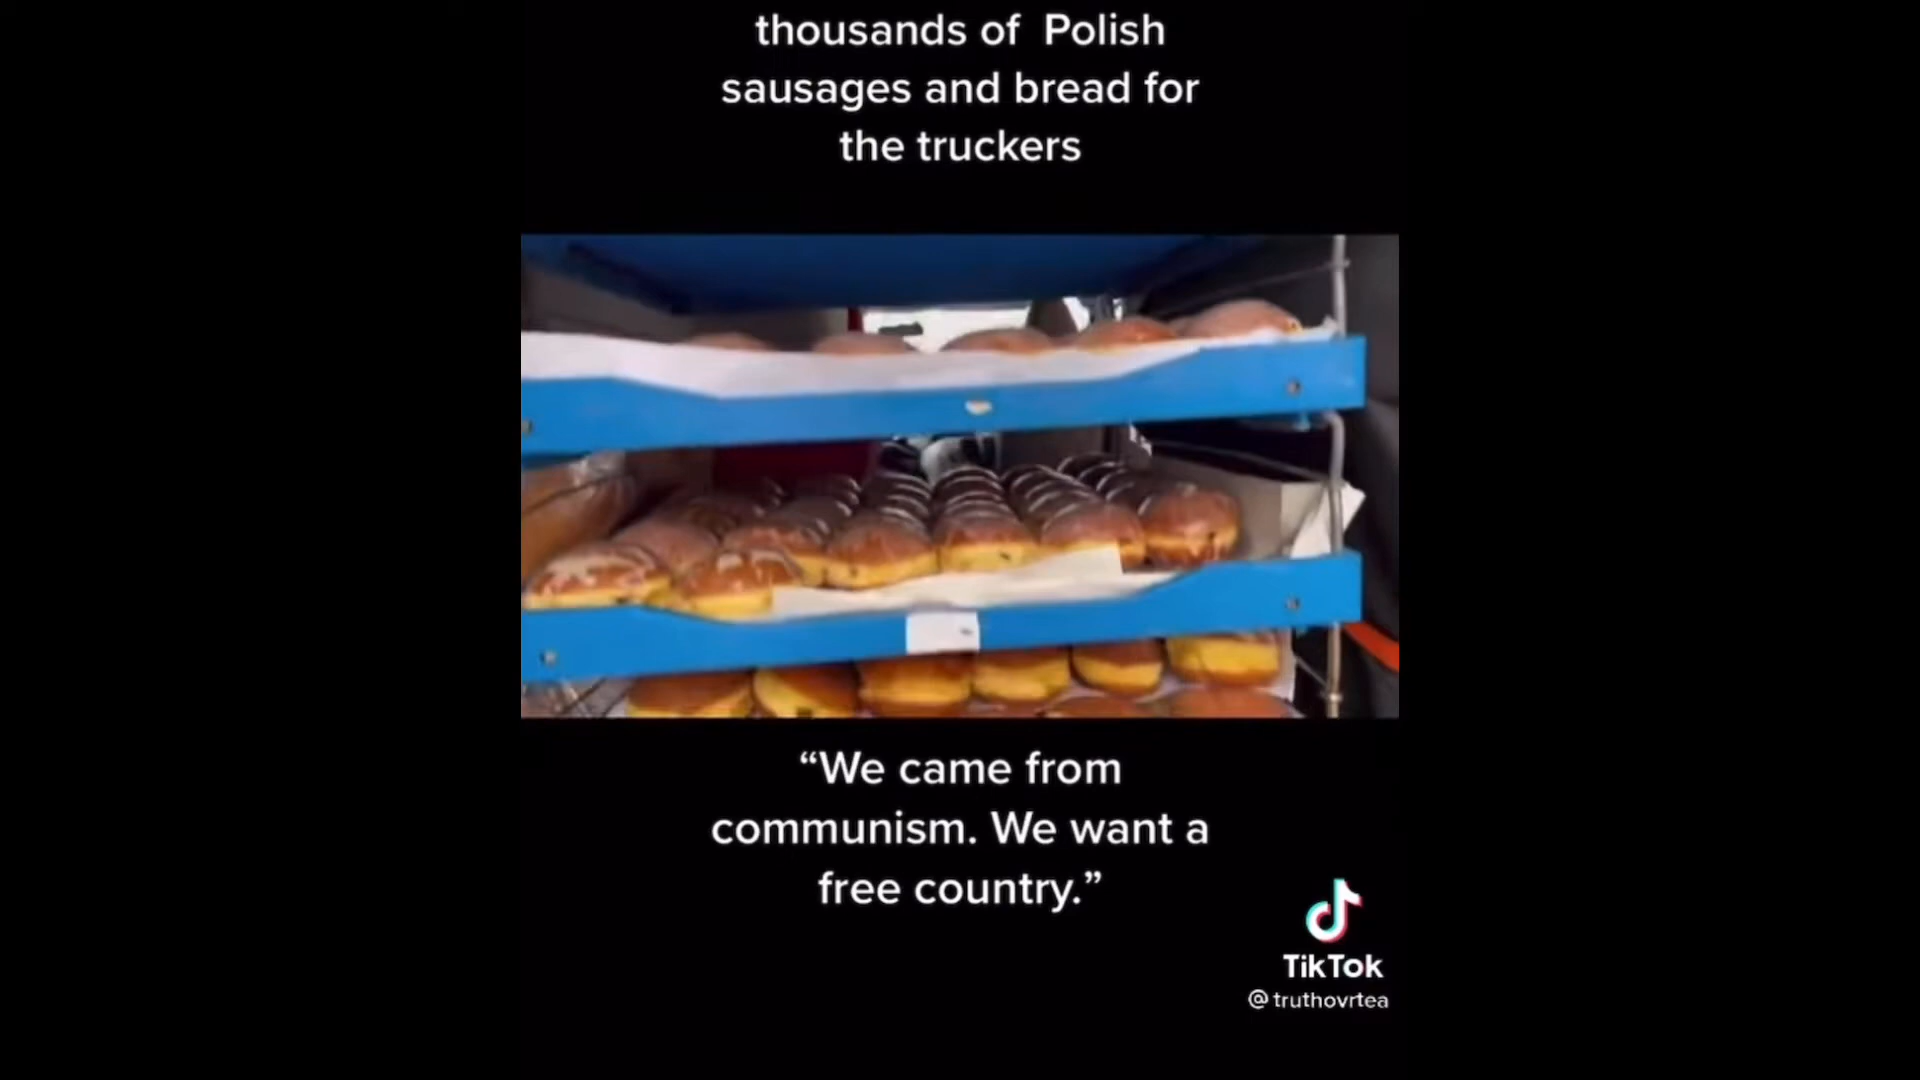 thousands of Polish
sausages and bread for
the truckers
“We came from
communism. We want a
free country.”
TikTok
@truthovrtea